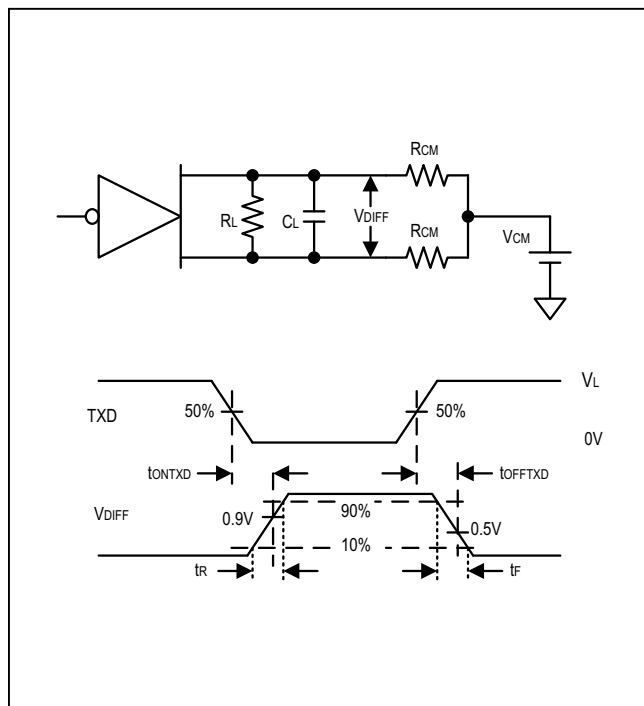 RCM
RL
CL
VDIFF
RCM
VCM
VL
TXD
50%
50%
0V
tONTXD
tOFFTXD
VDIFF
0.9V
90%
0.5V
10%
tR
tF